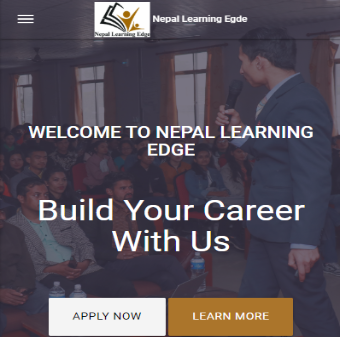 Nepal Learning Edge
Nepal Learning Egde
WELCOME TO NEPAL LEARNING
EDGE
Build Your Career
With Us
APPLY NOW
LEARN MORE